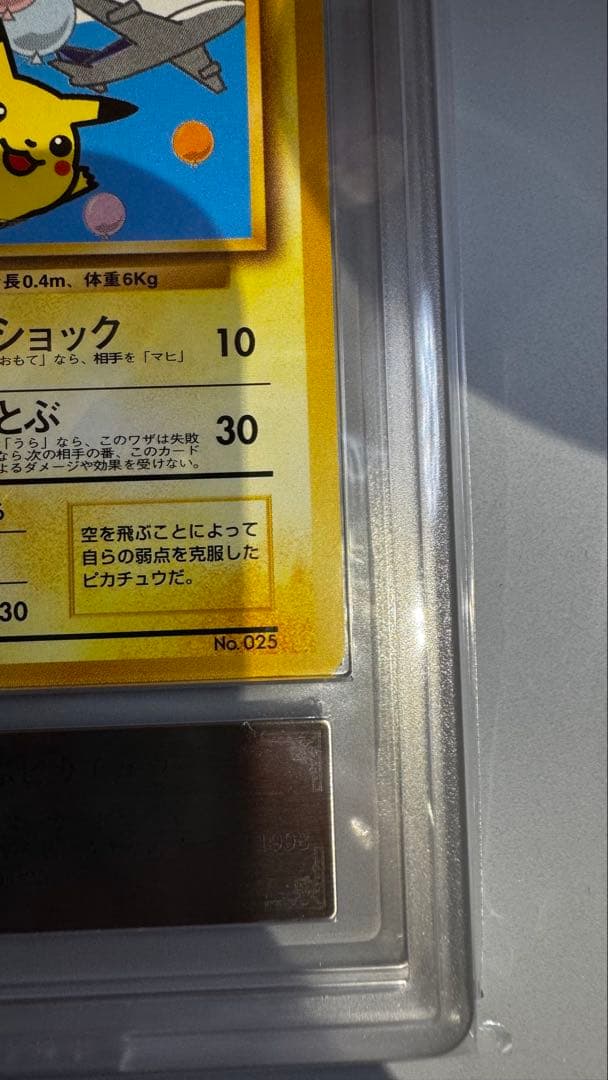 長0.4m、体重6Kg
ショック 10
おもて」なら、相手を「マヒ」
とぶ 30
「うら」なら、このワザは失敗
なら、次の相手の番、このカード
よるダメージや効果を受けない。
空を飛ぶことによって
自らの弱点を克服した
ピカチュウだ。
30
No.025